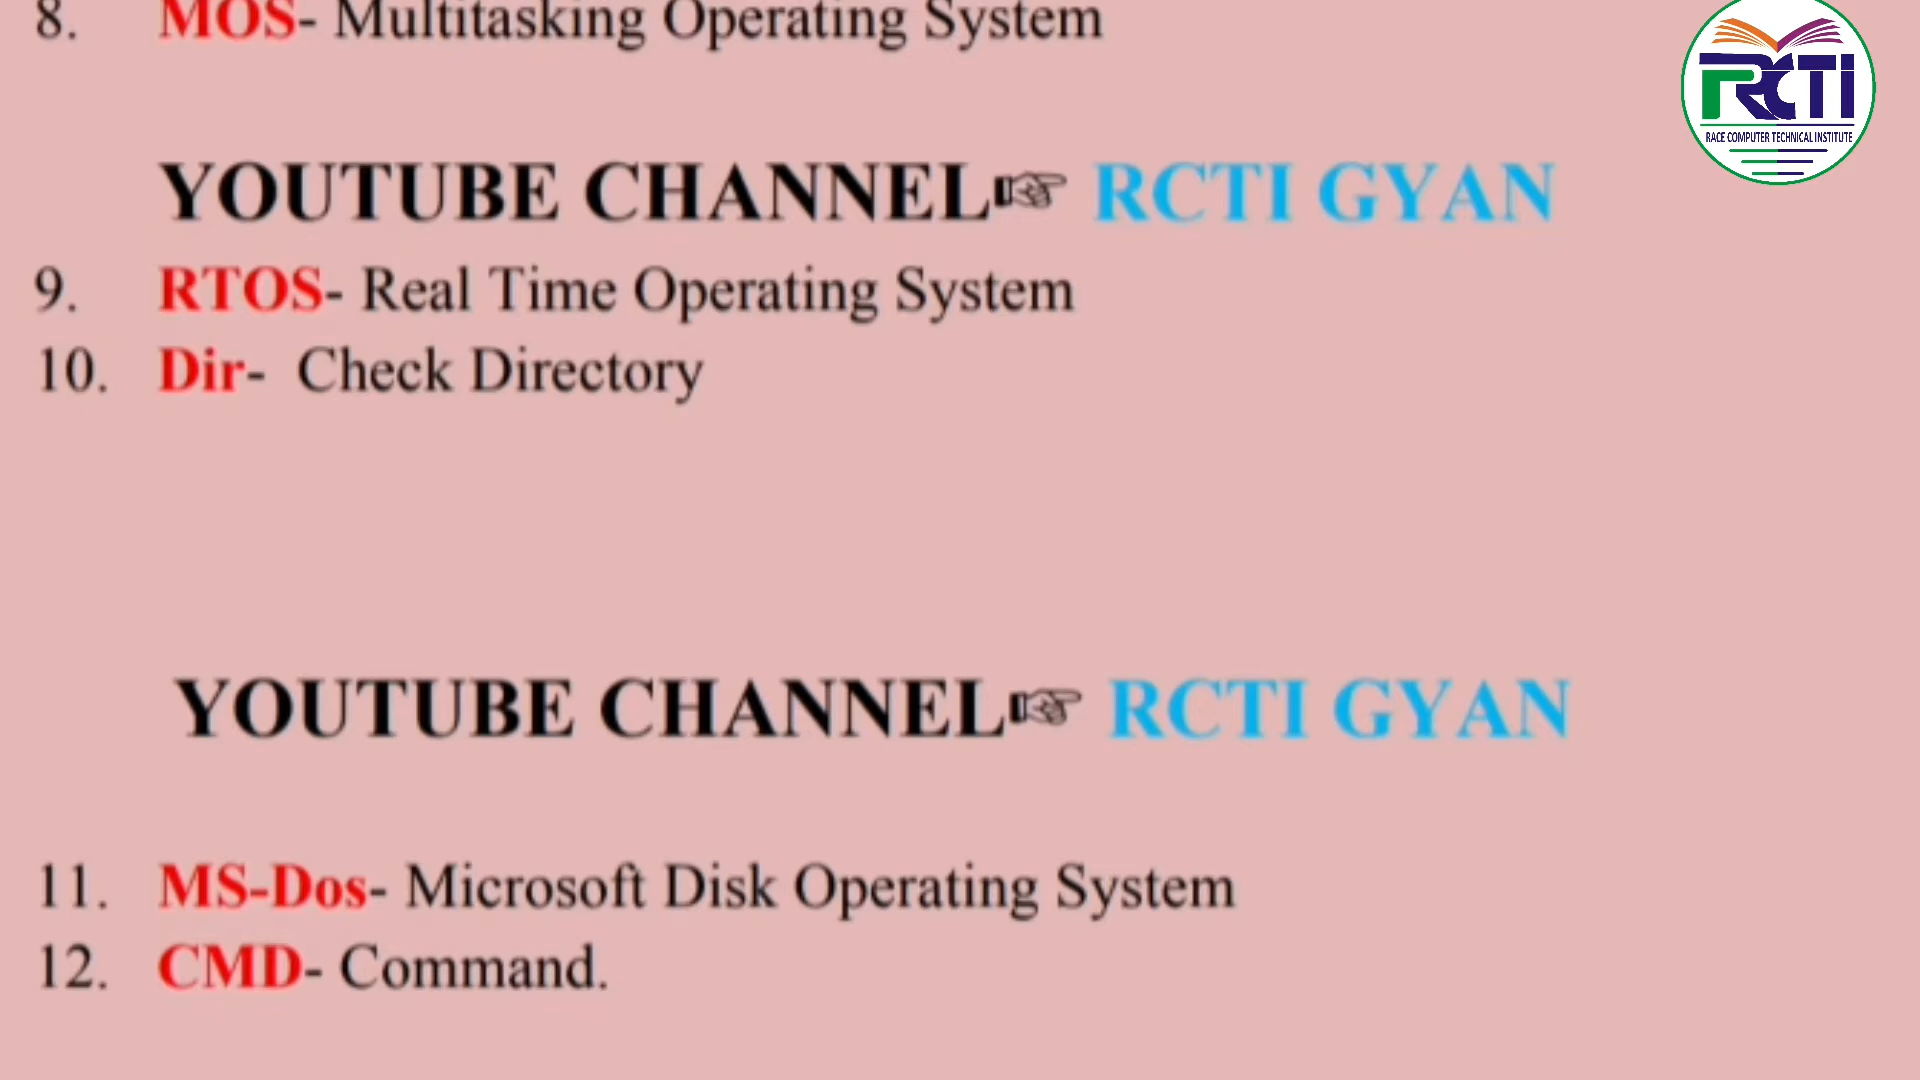 8. MOS- Multitasking Operating System
RCTI
RACE COMPUTER TECHNICAL INSTITUTE
YOUTUBE CHANNEL☞ RCTI GYAN
9. RTOS- Real Time Operating System
10. Dir- Check Directory
YOUTUBE CHANNEL☞ RCTI GYAN
11. MS-Dos- Microsoft Disk Operating System
12. CMD- Command.